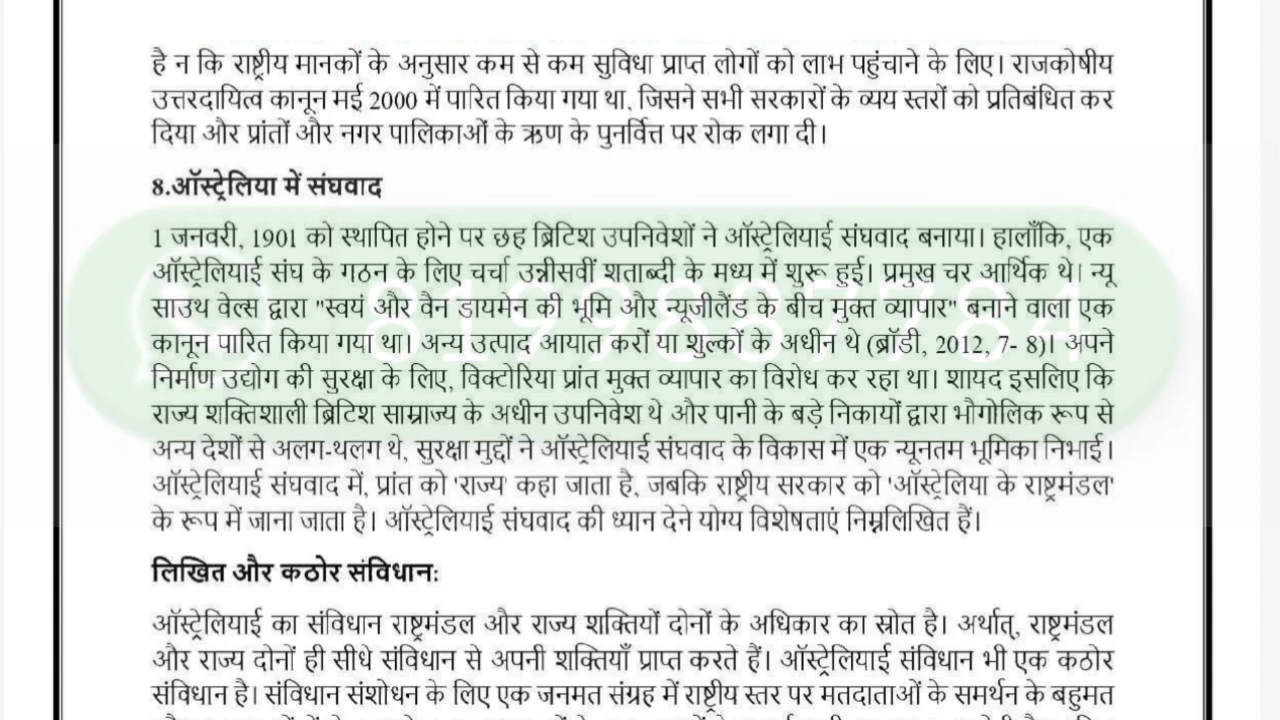 है न कि राष्ट्रीय मानकों के अनुसार कम से कम सुविधा प्राप्त लोगों को लाभ पहुंचाने के लिए। राजकोषीय
उत्तरदायित्व कानून मई 2000 में पारित किया गया था, जिसने सभी सरकारों के व्यय स्तरों को प्रतिबंधित कर
दिया और प्रांतों और नगर पालिकाओं के ऋण के पुनर्वित्त पर रोक लगा दी।
8.ऑस्ट्रेलिया में संघवाद
1 जनवरी, 1901 को स्थापित होने पर छह ब्रिटिश उपनिवेशों ने ऑस्ट्रेलियाई संघवाद बनाया। हालाँकि, एक
ऑस्ट्रेलियाई संघ के गठन के लिए चर्चा उन्नीसवीं शताब्दी के मध्य में शुरू हुई। प्रमुख चर आर्थिक थे। न्यू
साउथ वेल्स द्वारा "स्वयं और वैन डायमेन की भूमि और न्यूजीलैंड के बीच मुक्त व्यापार" बनाने वाला एक
कानून पारित किया गया था। अन्य उत्पाद आयात करों या शुल्कों के अधीन थे (ब्रॉडी, 2012, 7- 8)। अपने
निर्माण उद्योग की सुरक्षा के लिए, विक्टोरिया प्रांत मुक्त व्यापार का विरोध कर रहा था। शायद इसलिए कि
राज्य शक्तिशाली ब्रिटिश साम्राज्य के अधीन उपनिवेश थे और पानी के बड़े निकायों द्वारा भौगोलिक रूप से
अन्य देशों से अलग-थलग थे, सुरक्षा मुद्दों ने ऑस्ट्रेलियाई संघवाद के विकास में एक न्यूनतम भूमिका निभाई।
ऑस्ट्रेलियाई संघवाद में, प्रांत को 'राज्य' कहा जाता है, जबकि राष्ट्रीय सरकार को 'ऑस्ट्रेलिया के राष्ट्रमंडल'
के रूप में जाना जाता है। ऑस्ट्रेलियाई संघवाद की ध्यान देने योग्य विशेषताएं निम्नलिखित हैं।
लिखित और कठोर संविधान:
ऑस्ट्रेलियाई का संविधान राष्ट्रमंडल और राज्य शक्तियों दोनों के अधिकार का स्रोत है। अर्थात्, राष्ट्रमंडल
और राज्य दोनों ही सीधे संविधान से अपनी शक्तियाँ प्राप्त करते हैं। ऑस्ट्रेलियाई संविधान भी एक कठोर
संविधान है। संविधान संशोधन के लिए एक जनमत संग्रह में राष्ट्रीय स्तर पर मतदाताओं के समर्थन के बहुमत